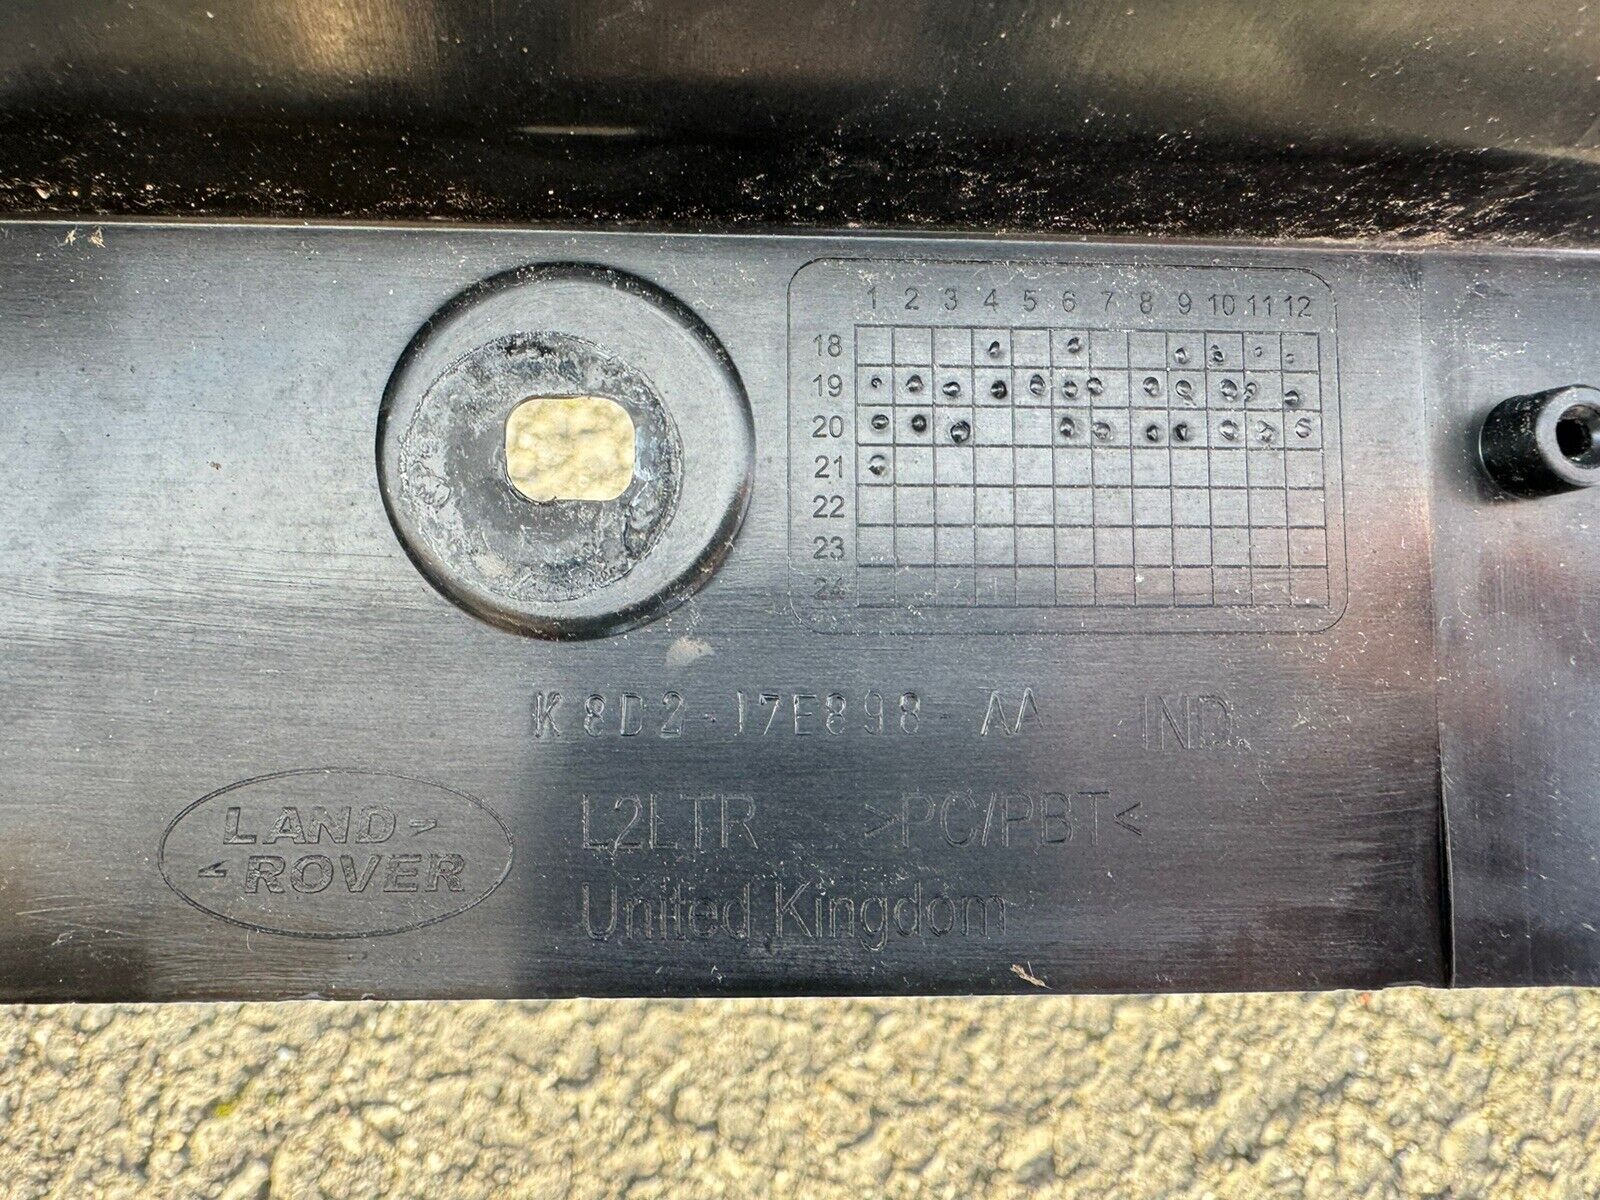 1 2 3 4 5 6 7 8 9 10 11 12
18
19
20
21
22
23
24
K8D2-17E898-AA IND.
LAND-
-ROVER
L2LTR >PC/PBT<
United Kingdom